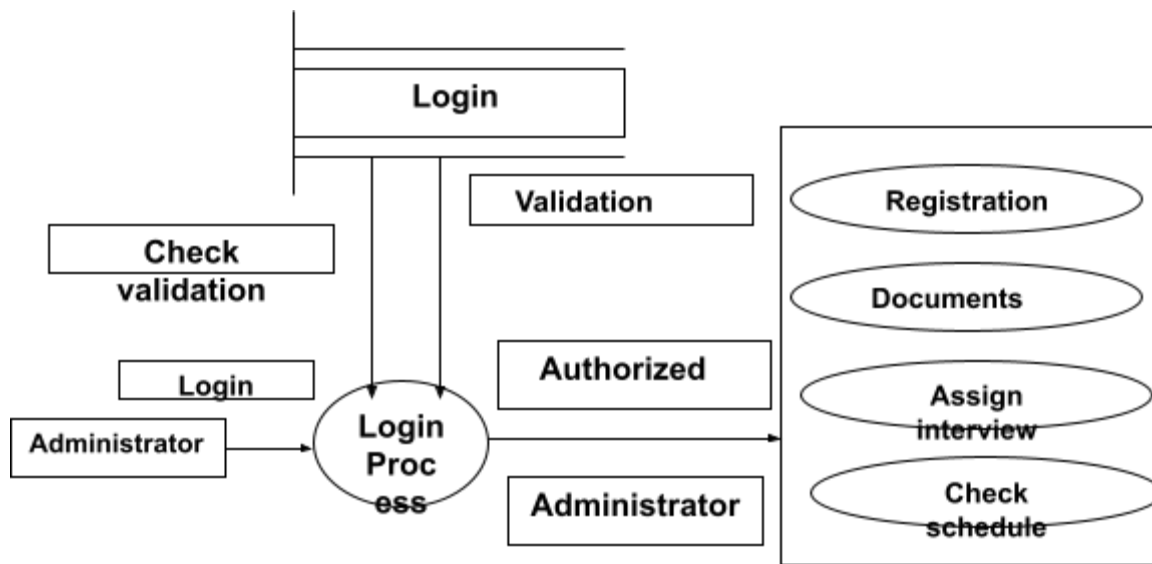 Login
Validation
Registration
Check
validation
Documents
Authorized
Login
Assign
interview
Administrator
Login
Proc
ess
Administrator
Check
schedule